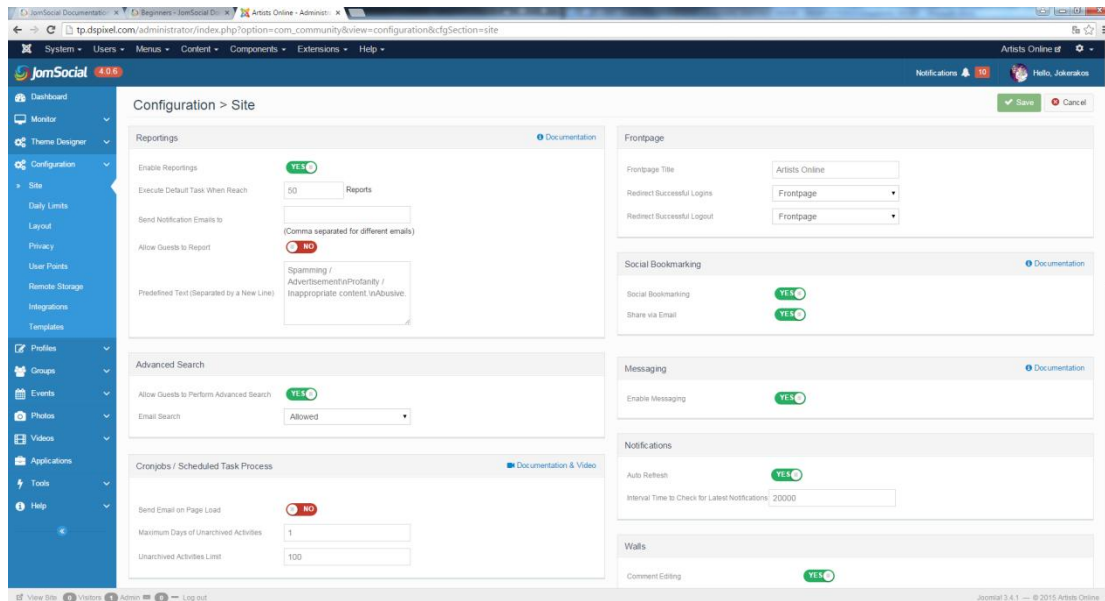 JomSocial Documentation
Beginners - JomSocial Do
Artists Online - Administr
tp.dspixel.com/administrator/index.php?option=com_community&view=configuration&cfgSection=site
System Users Menus Content Components Extensions Help
Artists Online
JomSocial 4.0.6
Notifications 10 Hello, Jokerakos
Dashboard
Monitor
Theme Designer
Configuration
» Site
Daily Limits
Layout
Privacy
User Points
Remote Storage
Integrations
Templates
Profiles
Groups
Events
Photos
Videos
Applications
Tools
Help
Configuration > Site
Save Cancel
Reportings Documentation
Enable Reportings YES
Execute Default Task When Reach 50 Reports
Send Notification Emails to
(Comma separated for different emails)
Allow Guests to Report NO
Predefined Text (Separated by a New Line)
Spamming /
Advertisement\nProfanity /
Inappropriate content.\nAbusive.
Advanced Search
Allow Guests to Perform Advanced Search YES
Email Search Allowed
Cronjobs / Scheduled Task Process Documentation & Video
Send Email on Page Load NO
Maximum Days of Unarchived Activities 1
Unarchived Activities Limit 100
Frontpage
Frontpage Title Artists Online
Redirect Successful Logins Frontpage
Redirect Successful Logout Frontpage
Social Bookmarking Documentation
Social Bookmarking YES
Share via Email YES
Messaging Documentation
Enable Messaging YES
Notifications
Auto Refresh YES
Interval Time to Check for Latest Notifications 20000
Walls
Comment Editing YES
View Site 0 Visitors 1 Admin 0 Log out
Joomla! 3.4.1 — © 2015 Artists Online